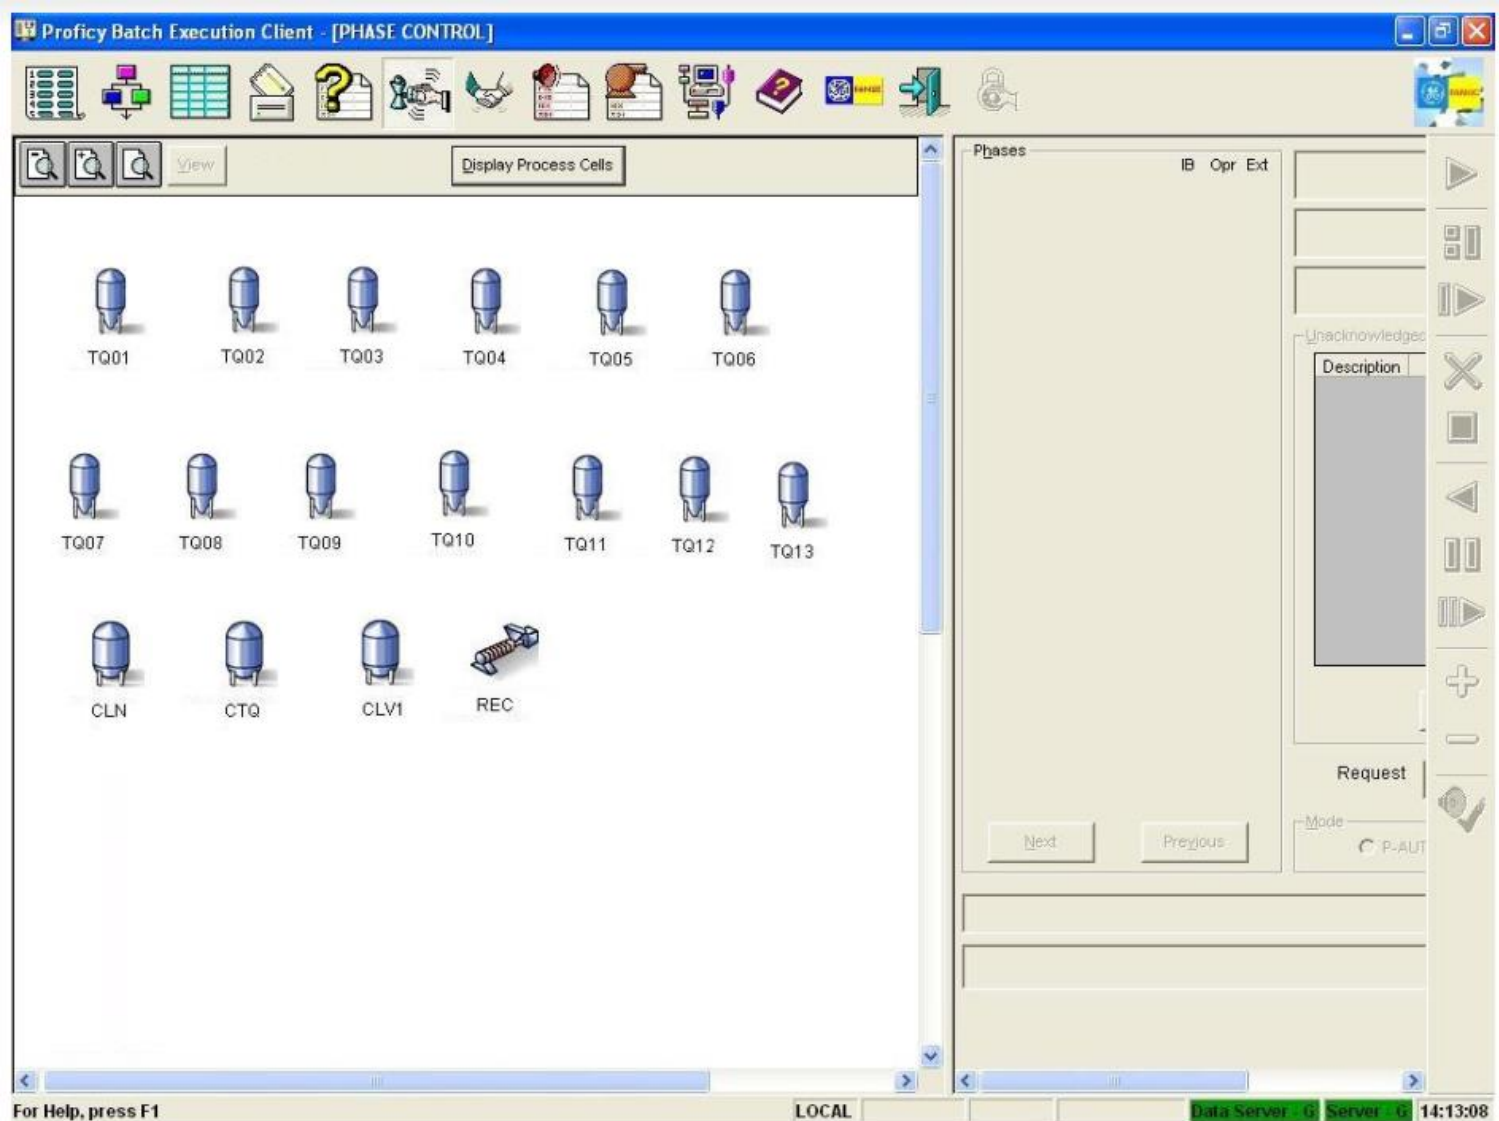 Proficy Batch Execution Client - [PHASE CONTROL]
View
Display Process Cells
Phases
IB Opr Ext
TQ01 TQ02 TQ03 TQ04 TQ05 TQ06
Description
TQ07 TQ08 TQ09 TQ10 TQ11 TQ12 TQ13
CLN CTQ CLV1 REC
Request
Mode
Next Previous
P-AUT
For Help, press F1
LOCAL
Data Server - G Server - G 14:13:08